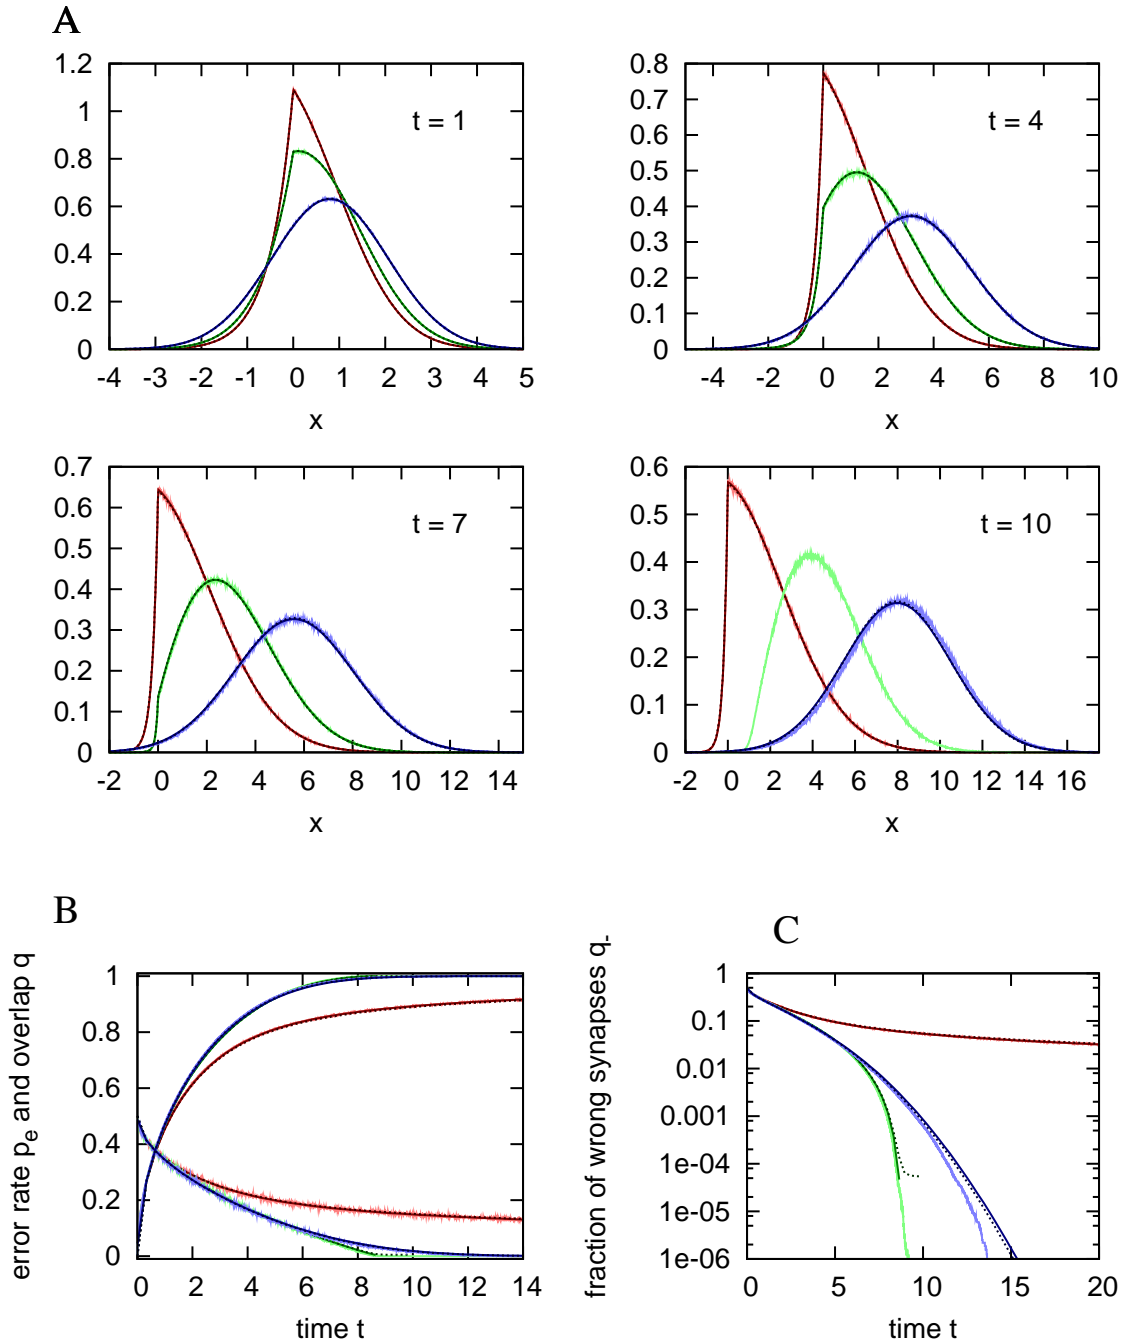 A
1.2
1
0.8
0.6
0.4
0.2
0
t = 1
-4 -3 -2 -1 0 1 2 3 4 5
x
0.8
0.7
0.6
0.5
0.4
0.3
0.2
0.1
0
t = 4
-4 -2 0 2 4 6 8 10
x
0.7
0.6
0.5
0.4
0.3
0.2
0.1
0
t = 7
-2 0 2 4 6 8 10 12 14
x
0.6
0.5
0.4
0.3
0.2
0.1
0
t = 10
-2 0 2 4 6 8 10 12 14 16
x
B
error rate pe and overlap q
1
0.8
0.6
0.4
0.2
0
0 2 4 6 8 10 12 14
time t
C
fraction of wrong synapses q-
1
0.1
0.01
0.001
1e-04
1e-05
1e-06
0 5 10 15 20
time t